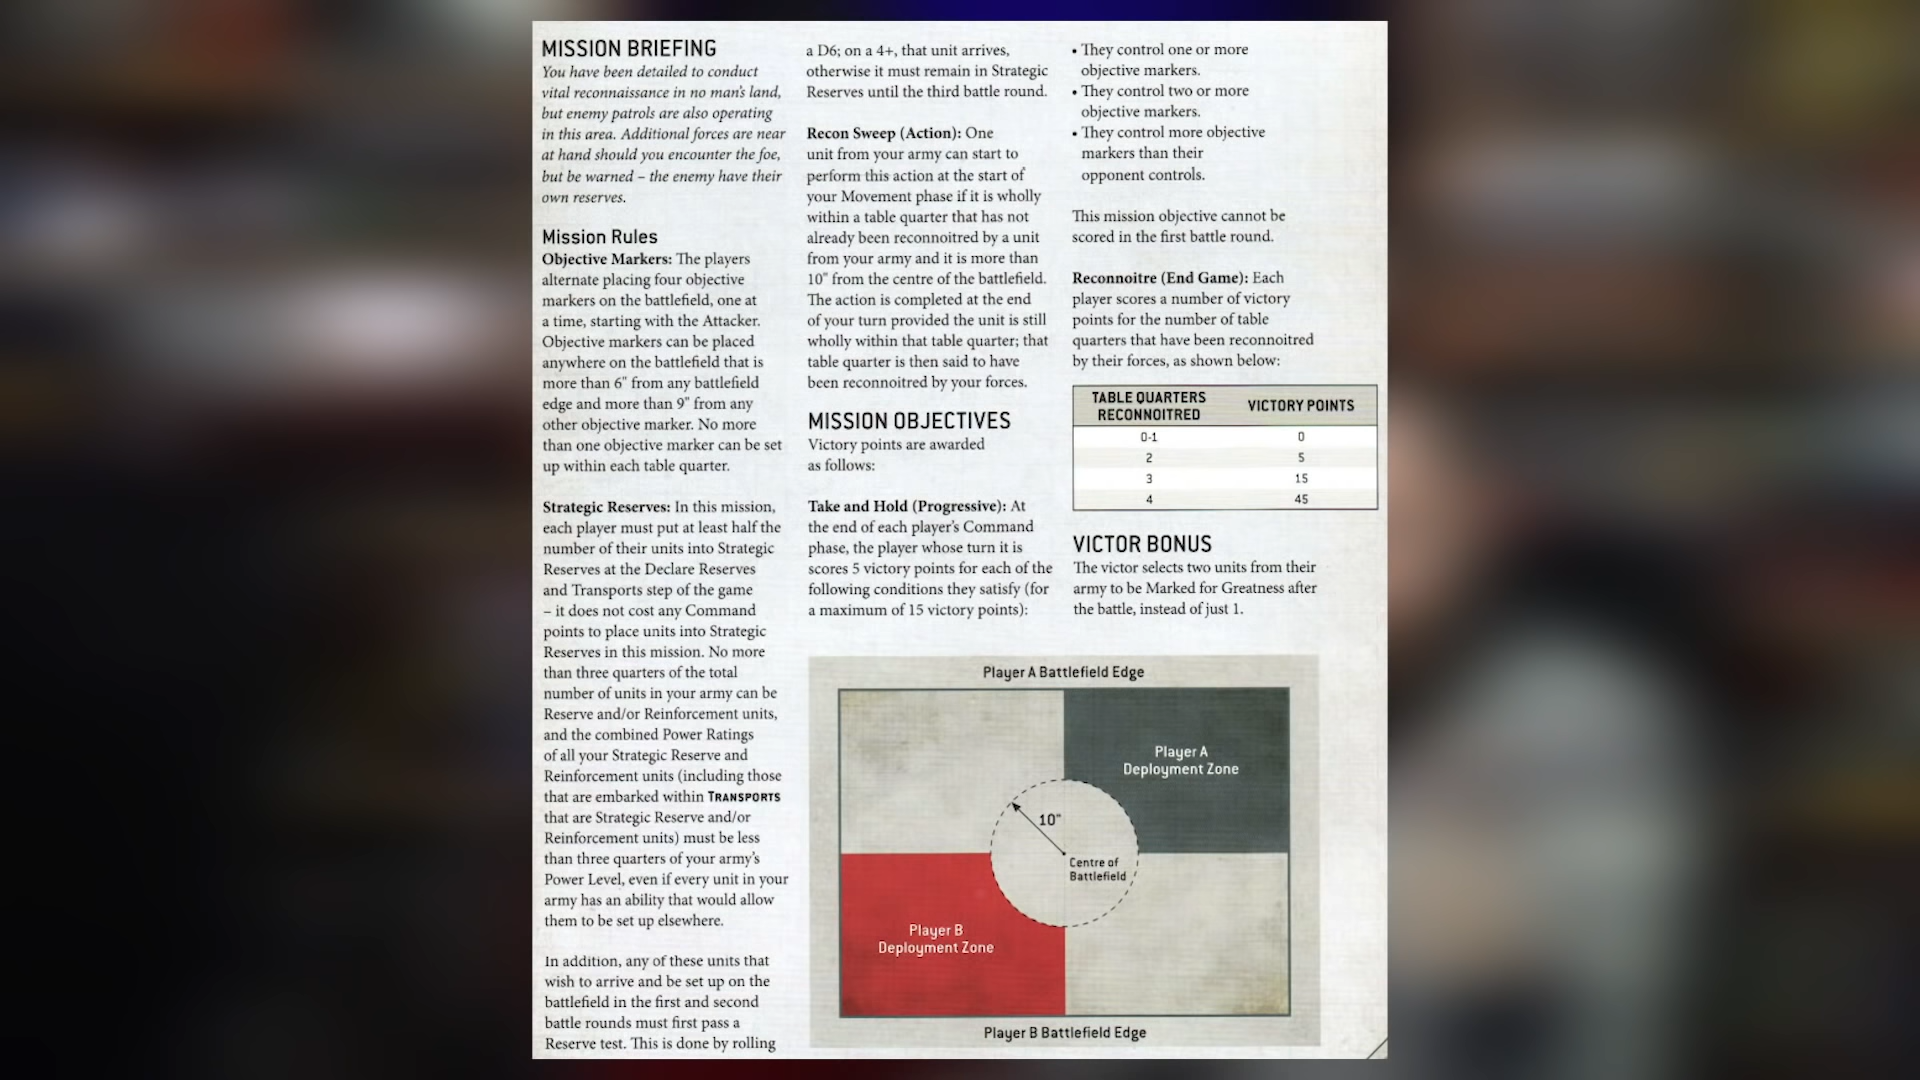 MISSION BRIEFING
You have been detailed to conduct
vital reconnaissance in no man's land,
but enemy patrols are also operating
in this area. Additional forces are near
at hand should you encounter the foe,
but be warned – the enemy have their
own reserves.
Mission Rules
Objective Markers: The players
alternate placing four objective
markers on the battlefield, one at
a time, starting with the Attacker.
Objective markers can be placed
anywhere on the battlefield that is
more than 6" from any battlefield
edge and more than 9" from any
other objective marker. No more
than one objective marker can be set
up within each table quarter.
Strategic Reserves: In this mission,
each player must put at least half the
number of their units into Strategic
Reserves at the Declare Reserves
and Transports step of the game
– it does not cost any Command
points to place units into Strategic
Reserves in this mission. No more
than three quarters of the total
number of units in your army can be
Reserve and/or Reinforcement units,
and the combined Power Ratings
of all your Strategic Reserve and
Reinforcement units (including those
that are embarked within TRANSPORTS
that are Strategic Reserve and/or
Reinforcement units) must be less
than three quarters of your army's
Power Level, even if every unit in your
army has an ability that would allow
them to be set up elsewhere.
In addition, any of these units that
wish to arrive and be set up on the
battlefield in the first and second
battle rounds must first pass a
Reserve test. This is done by rolling
a D6; on a 4+, that unit arrives,
otherwise it must remain in Strategic
Reserves until the third battle round.
Recon Sweep (Action): One
unit from your army can start to
perform this action at the start of
your Movement phase if it is wholly
within a table quarter that has not
already been reconnoitred by a unit
from your army and it is more than
10" from the centre of the battlefield.
The action is completed at the end
of your turn provided the unit is still
wholly within that table quarter; that
table quarter is then said to have
been reconnoitred by your forces.
MISSION OBJECTIVES
Victory points are awarded
as follows:
Take and Hold (Progressive): At
the end of each player's Command
phase, the player whose turn it is
scores 5 victory points for each of the
following conditions they satisfy (for
a maximum of 15 victory points):
• They control one or more
objective markers.
• They control two or more
objective markers.
• They control more objective
markers than their
opponent controls.
This mission objective cannot be
scored in the first battle round.
Reconnoitre (End Game): Each
player scores a number of victory
points for the number of table
quarters that have been reconnoitred
by their forces, as shown below:
TABLE QUARTERS RECONNOITRED VICTORY POINTS
0-1 0
2 5
3 15
4 45
VICTOR BONUS
The victor selects two units from their
army to be Marked for Greatness after
the battle, instead of just 1.
Player A Battlefield Edge
Player A
Deployment Zone
10"
Centre of
Battlefield
Player B
Deployment Zone
Player B Battlefield Edge